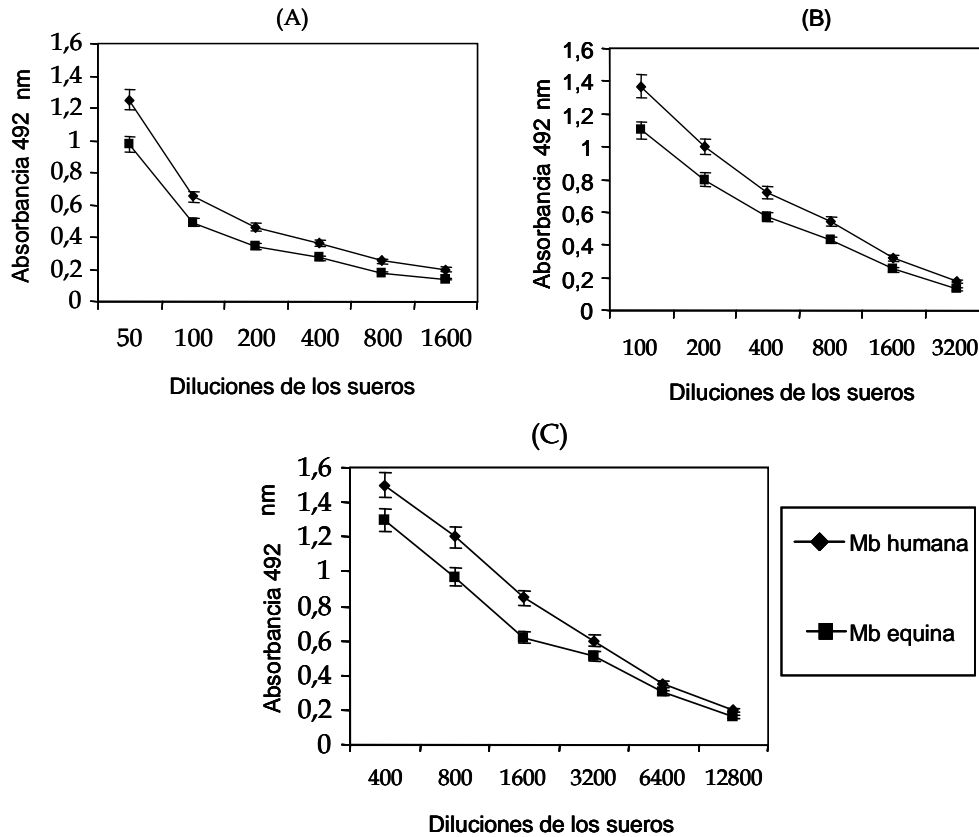 (A)
Absorbancia 492 nm
1,6
1,4
1,2
1
0,8
0,6
0,4
0,2
0
50 100 200 400 800 1600
Diluciones de los sueros
(B)
Absorbancia 492 nm
1,6
1,4
1,2
1
0,8
0,6
0,4
0,2
0
100 200 400 800 1600 3200
Diluciones de los sueros
(C)
Absorbancia 492 nm
1,6
1,4
1,2
1
0,8
0,6
0,4
0,2
0
400 800 1600 3200 6400 12800
Diluciones de los sueros
Mb humana
Mb equina